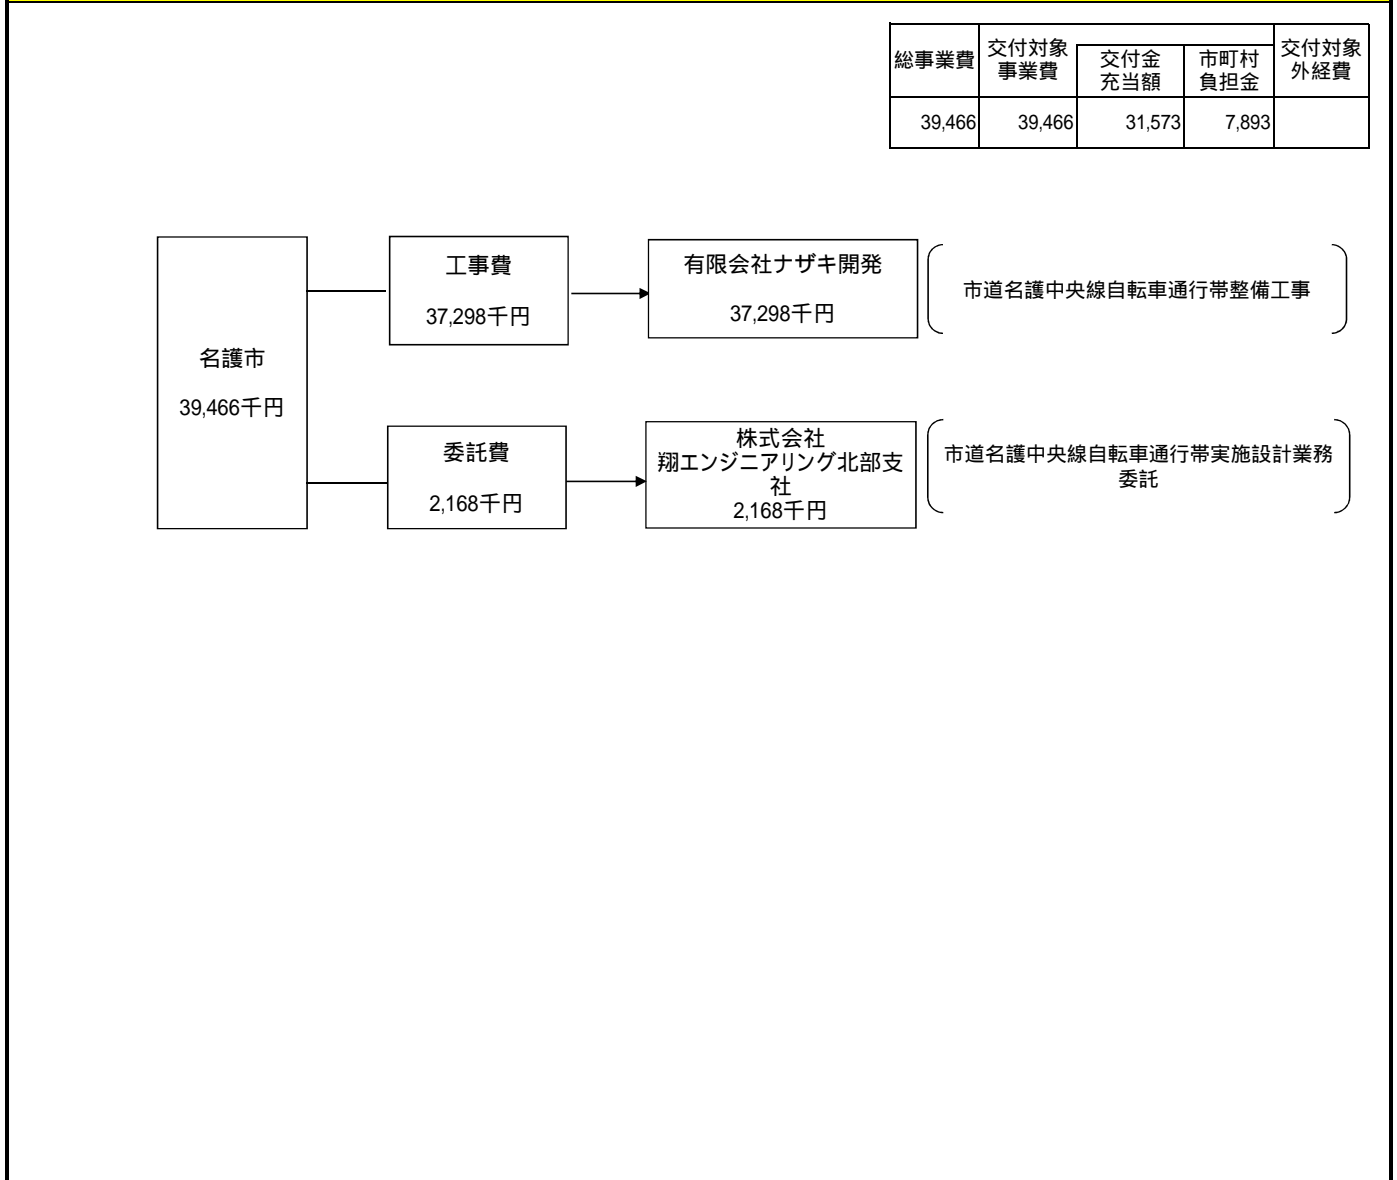 総事業費
交付対象
事業費
交付金
充当額
市町村
負担金
交付対象
外経費
39,466
39,466
31,573
7,893
名護市
39,466千円
工事費
37,298千円
有限会社ナザキ開発
37,298千円
市道名護中央線自転車通行帯整備工事
委託費
2,168千円
株式会社
翔エンジニアリング北部支
社
2,168千円
市道名護中央線自転車通行帯実施設計業務
委託